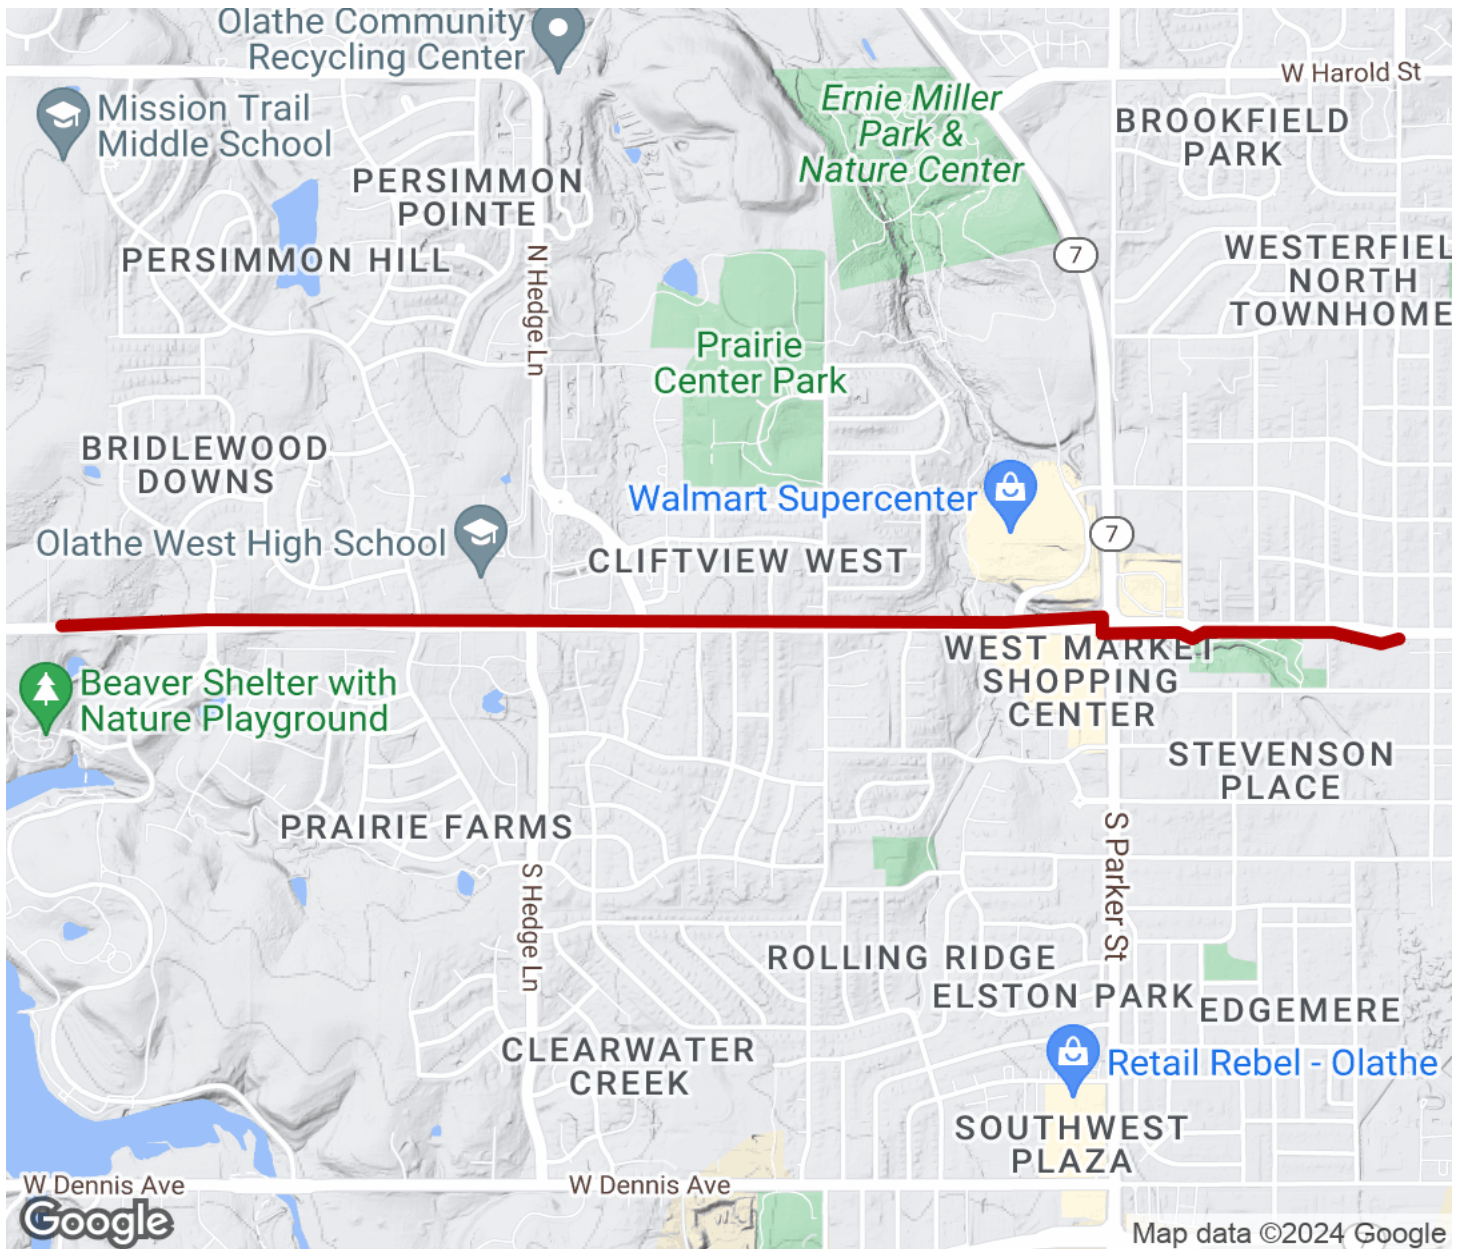 Olathe Community
Recycling Center
W Harold St
Mission Trail
Middle School
Ernie Miller
Park &
Nature Center
BROOKFIELD
PARK
PERSIMMON
POINTE
PERSIMMON HILL
N Hedge Ln
7
WESTERFIEL
NORTH
TOWNHOME
Prairie
Center Park
BRIDLEWOOD
DOWNS
Walmart Supercenter
7
Olathe West High School
CLIFTVIEW WEST
WEST MARKET
SHOPPING
CENTER
Beaver Shelter with
Nature Playground
STEVENSON
PLACE
PRAIRIE FARMS
S Parker St
S Hedge Ln
ROLLING RIDGE
ELSTON PARK
EDGEMERE
CLEARWATER
CREEK
Retail Rebel - Olathe
SOUTHWEST
PLAZA
W Dennis Ave
W Dennis Ave
Google
Map data ©2024 Google